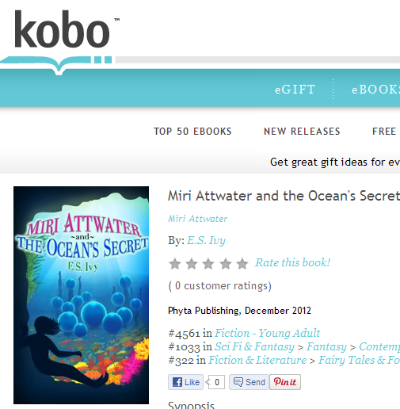 kobo™
eGIFT eBOOKS
TOP 50 EBOOKS NEW RELEASES FREE
Get great gift ideas for ev
Miri Attwater and the Ocean's Secret
Miri Attwater
By: E.S. Ivy
Rate this book!
( 0 customer ratings)
Phyta Publishing, December 2012
#4561 in Fiction - Young Adult
#1033 in Sci Fi & Fantasy > Fantasy > Contemp
#322 in Fiction & Literature > Fairy Tales & Fo
Like 0 Send Pin it
Synopsis
MIRI ATTWATER
~and~
THE OCEAN'S SECRET
E.S. Ivy